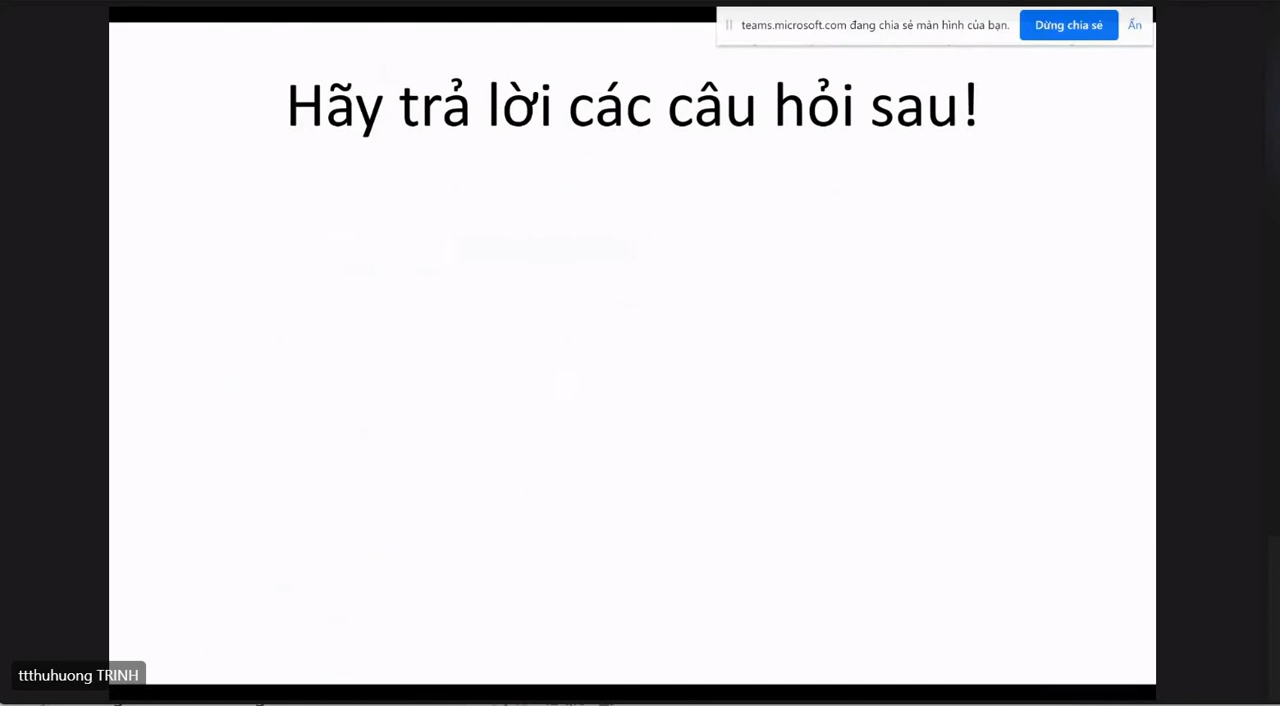 teams.microsoft.com đang chia sẻ màn hình của bạn.
Dừng chia sẻ
Ẩn
Hãy trả lời các câu hỏi sau!
ttthuhuong TRINH